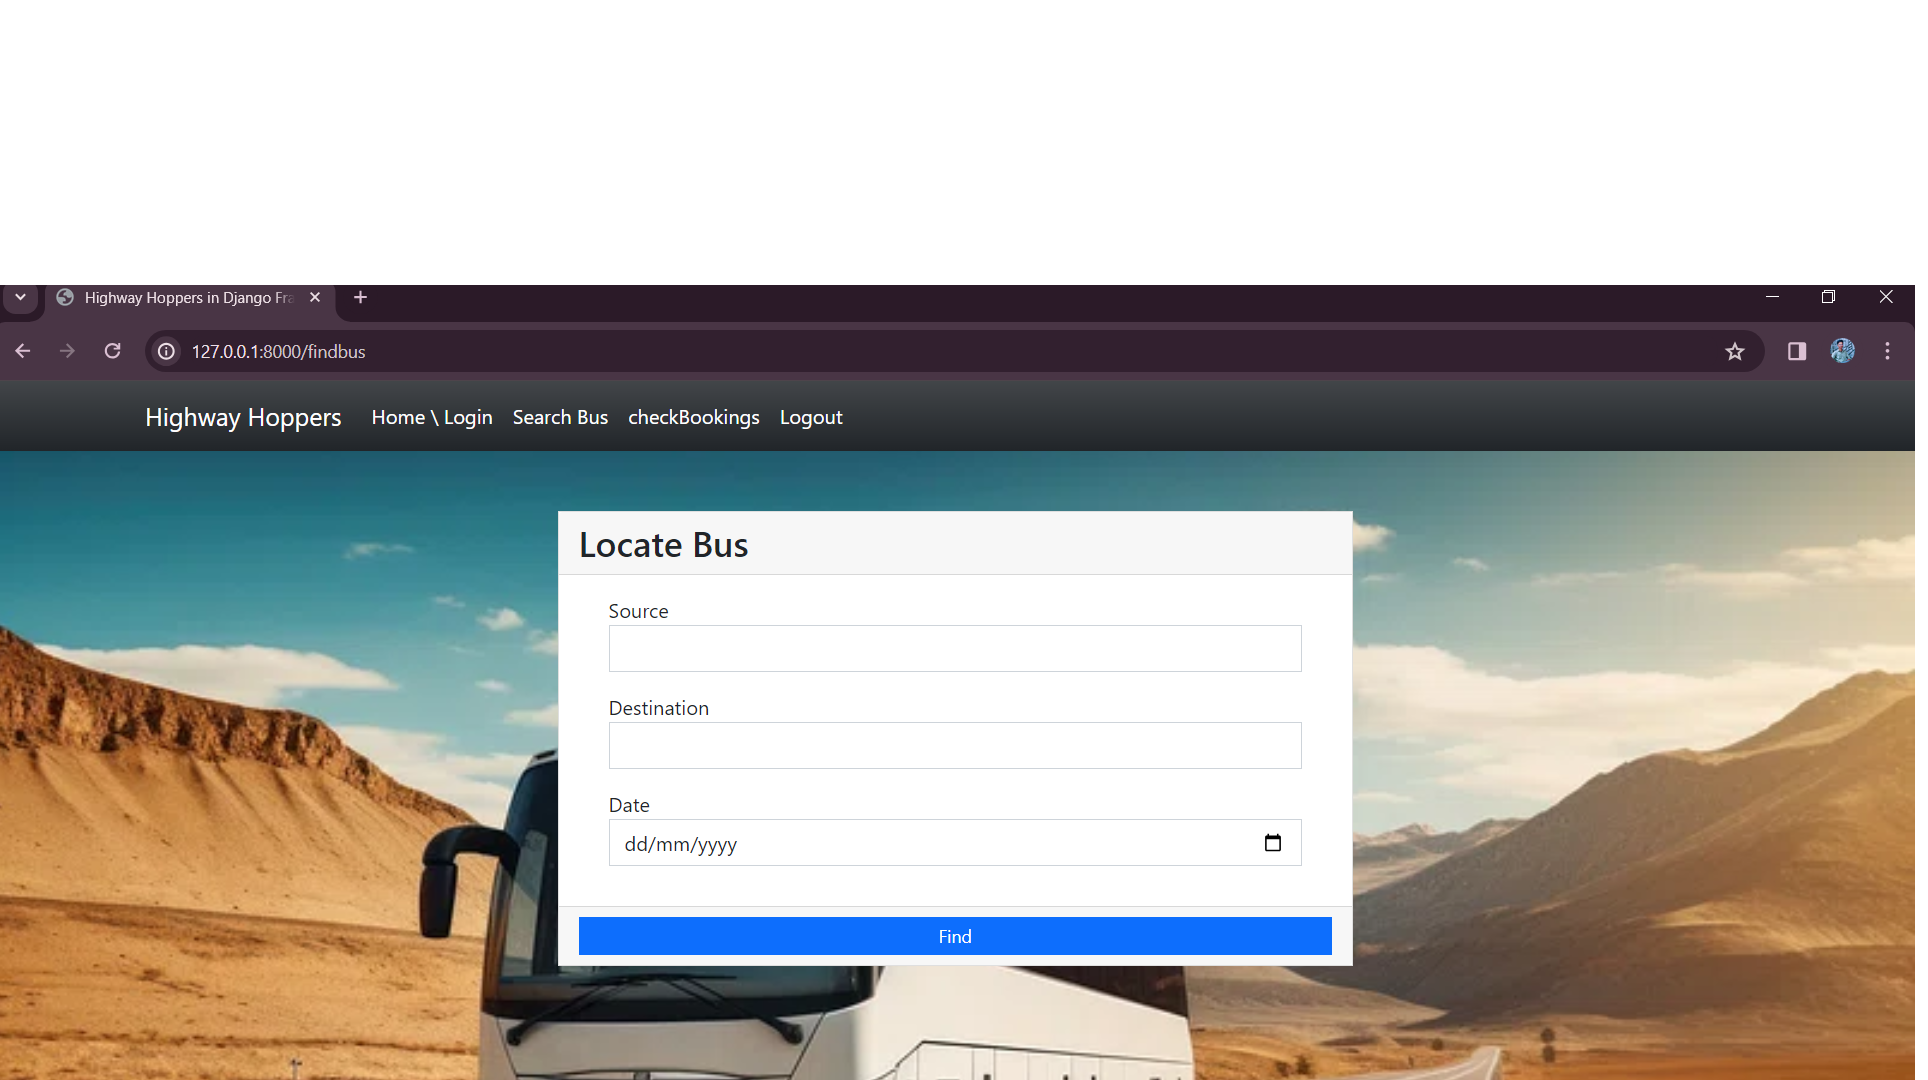 Highway Hoppers in Django Fra
127.0.0.1:8000/findbus
Highway Hoppers Home \ Login Search Bus checkBookings Logout
Locate Bus
Source
Destination
Date
dd/mm/yyyy
Find